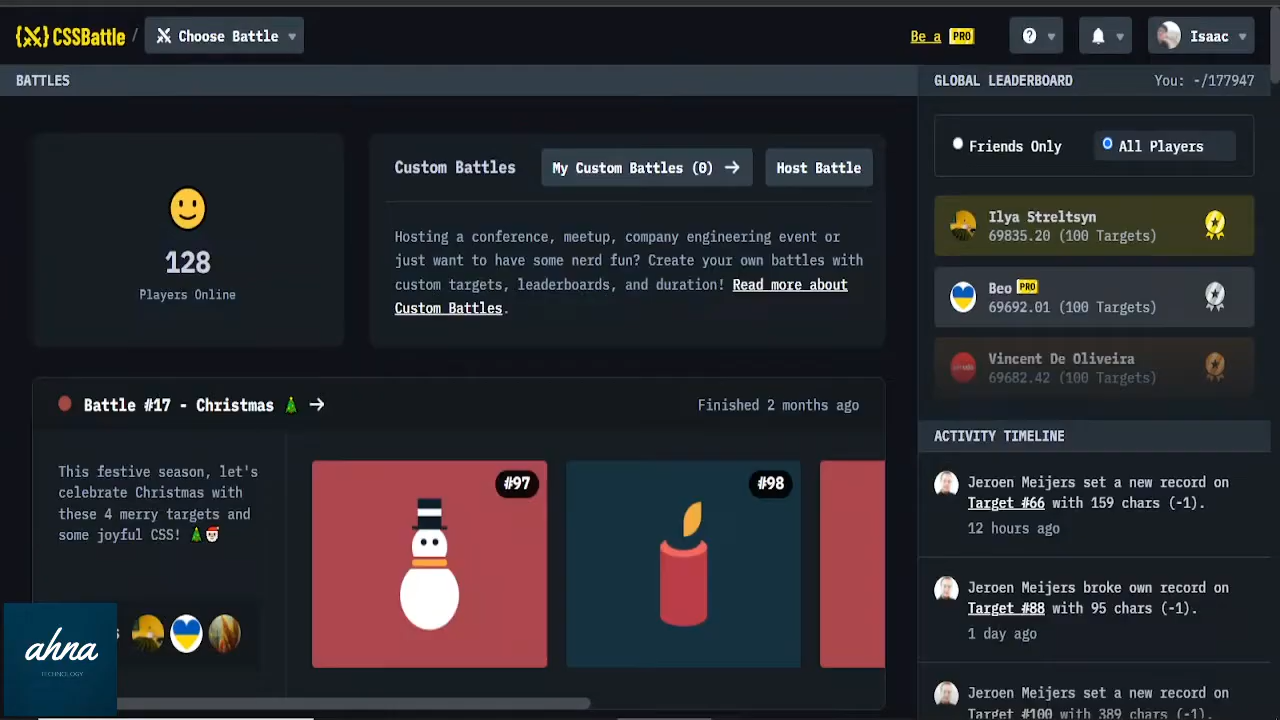 CSSBattle / Choose Battle
Be a PRO
Isaac
BATTLES
128
Players Online
Custom Battles
My Custom Battles (0) →
Host Battle
Hosting a conference, meetup, company engineering event or
just want to have some nerd fun? Create your own battles with
custom targets, leaderboards, and duration! Read more about
Custom Battles.
Battle #17 - Christmas 🎄 →
Finished 2 months ago
This festive season, let's
celebrate Christmas with
these 4 merry targets and
some joyful CSS! 🎄🎅
#97
#98
ahna
TECHNOLOGY
GLOBAL LEADERBOARD
You: -/177947
Friends Only
All Players
Ilya Streltsyn
69835.20 (100 Targets)
Beo PRO
69692.01 (100 Targets)
Vincent De Oliveira
69682.42 (100 Targets)
ACTIVITY TIMELINE
Jeroen Meijers set a new record on
Target #66 with 159 chars (-1).
12 hours ago
Jeroen Meijers broke own record on
Target #88 with 95 chars (-1).
1 day ago
Jeroen Meijers set a new record on
Target #100 with 389 chars (-1).